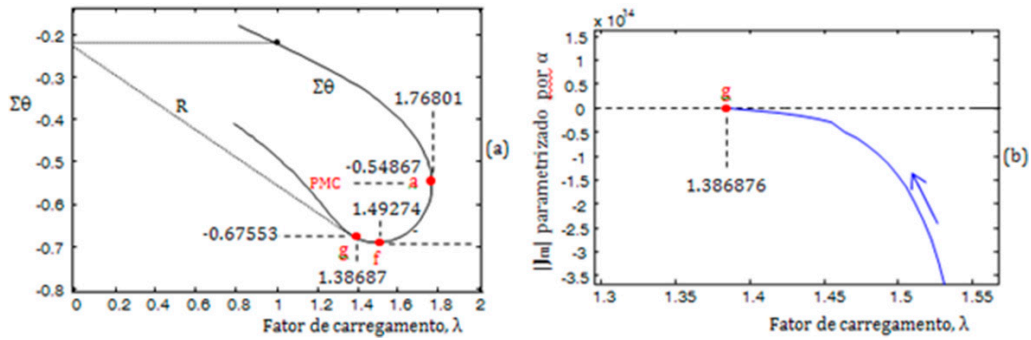 -0.2
-0.3
-0.4
-0.5
-0.6
-0.7
-0.8
Σθ
R
Σθ
1.76801
-0.54867
PMC
a
1.49274
-0.67553
g
f
1.38687
(a)
0 0.2 0.4 0.6 0.8 1 1.2 1.4 1.6 1.8 2
Fator de carregamento, λ
x 10¹⁴
1.5
1
0.5
0
-0.5
-1
-1.5
-2
-2.5
-3
-3.5
|Jm| parametrizado por α
g
1.386876
(b)
1.3 1.35 1.4 1.45 1.5 1.55
Fator de carregamento, λ